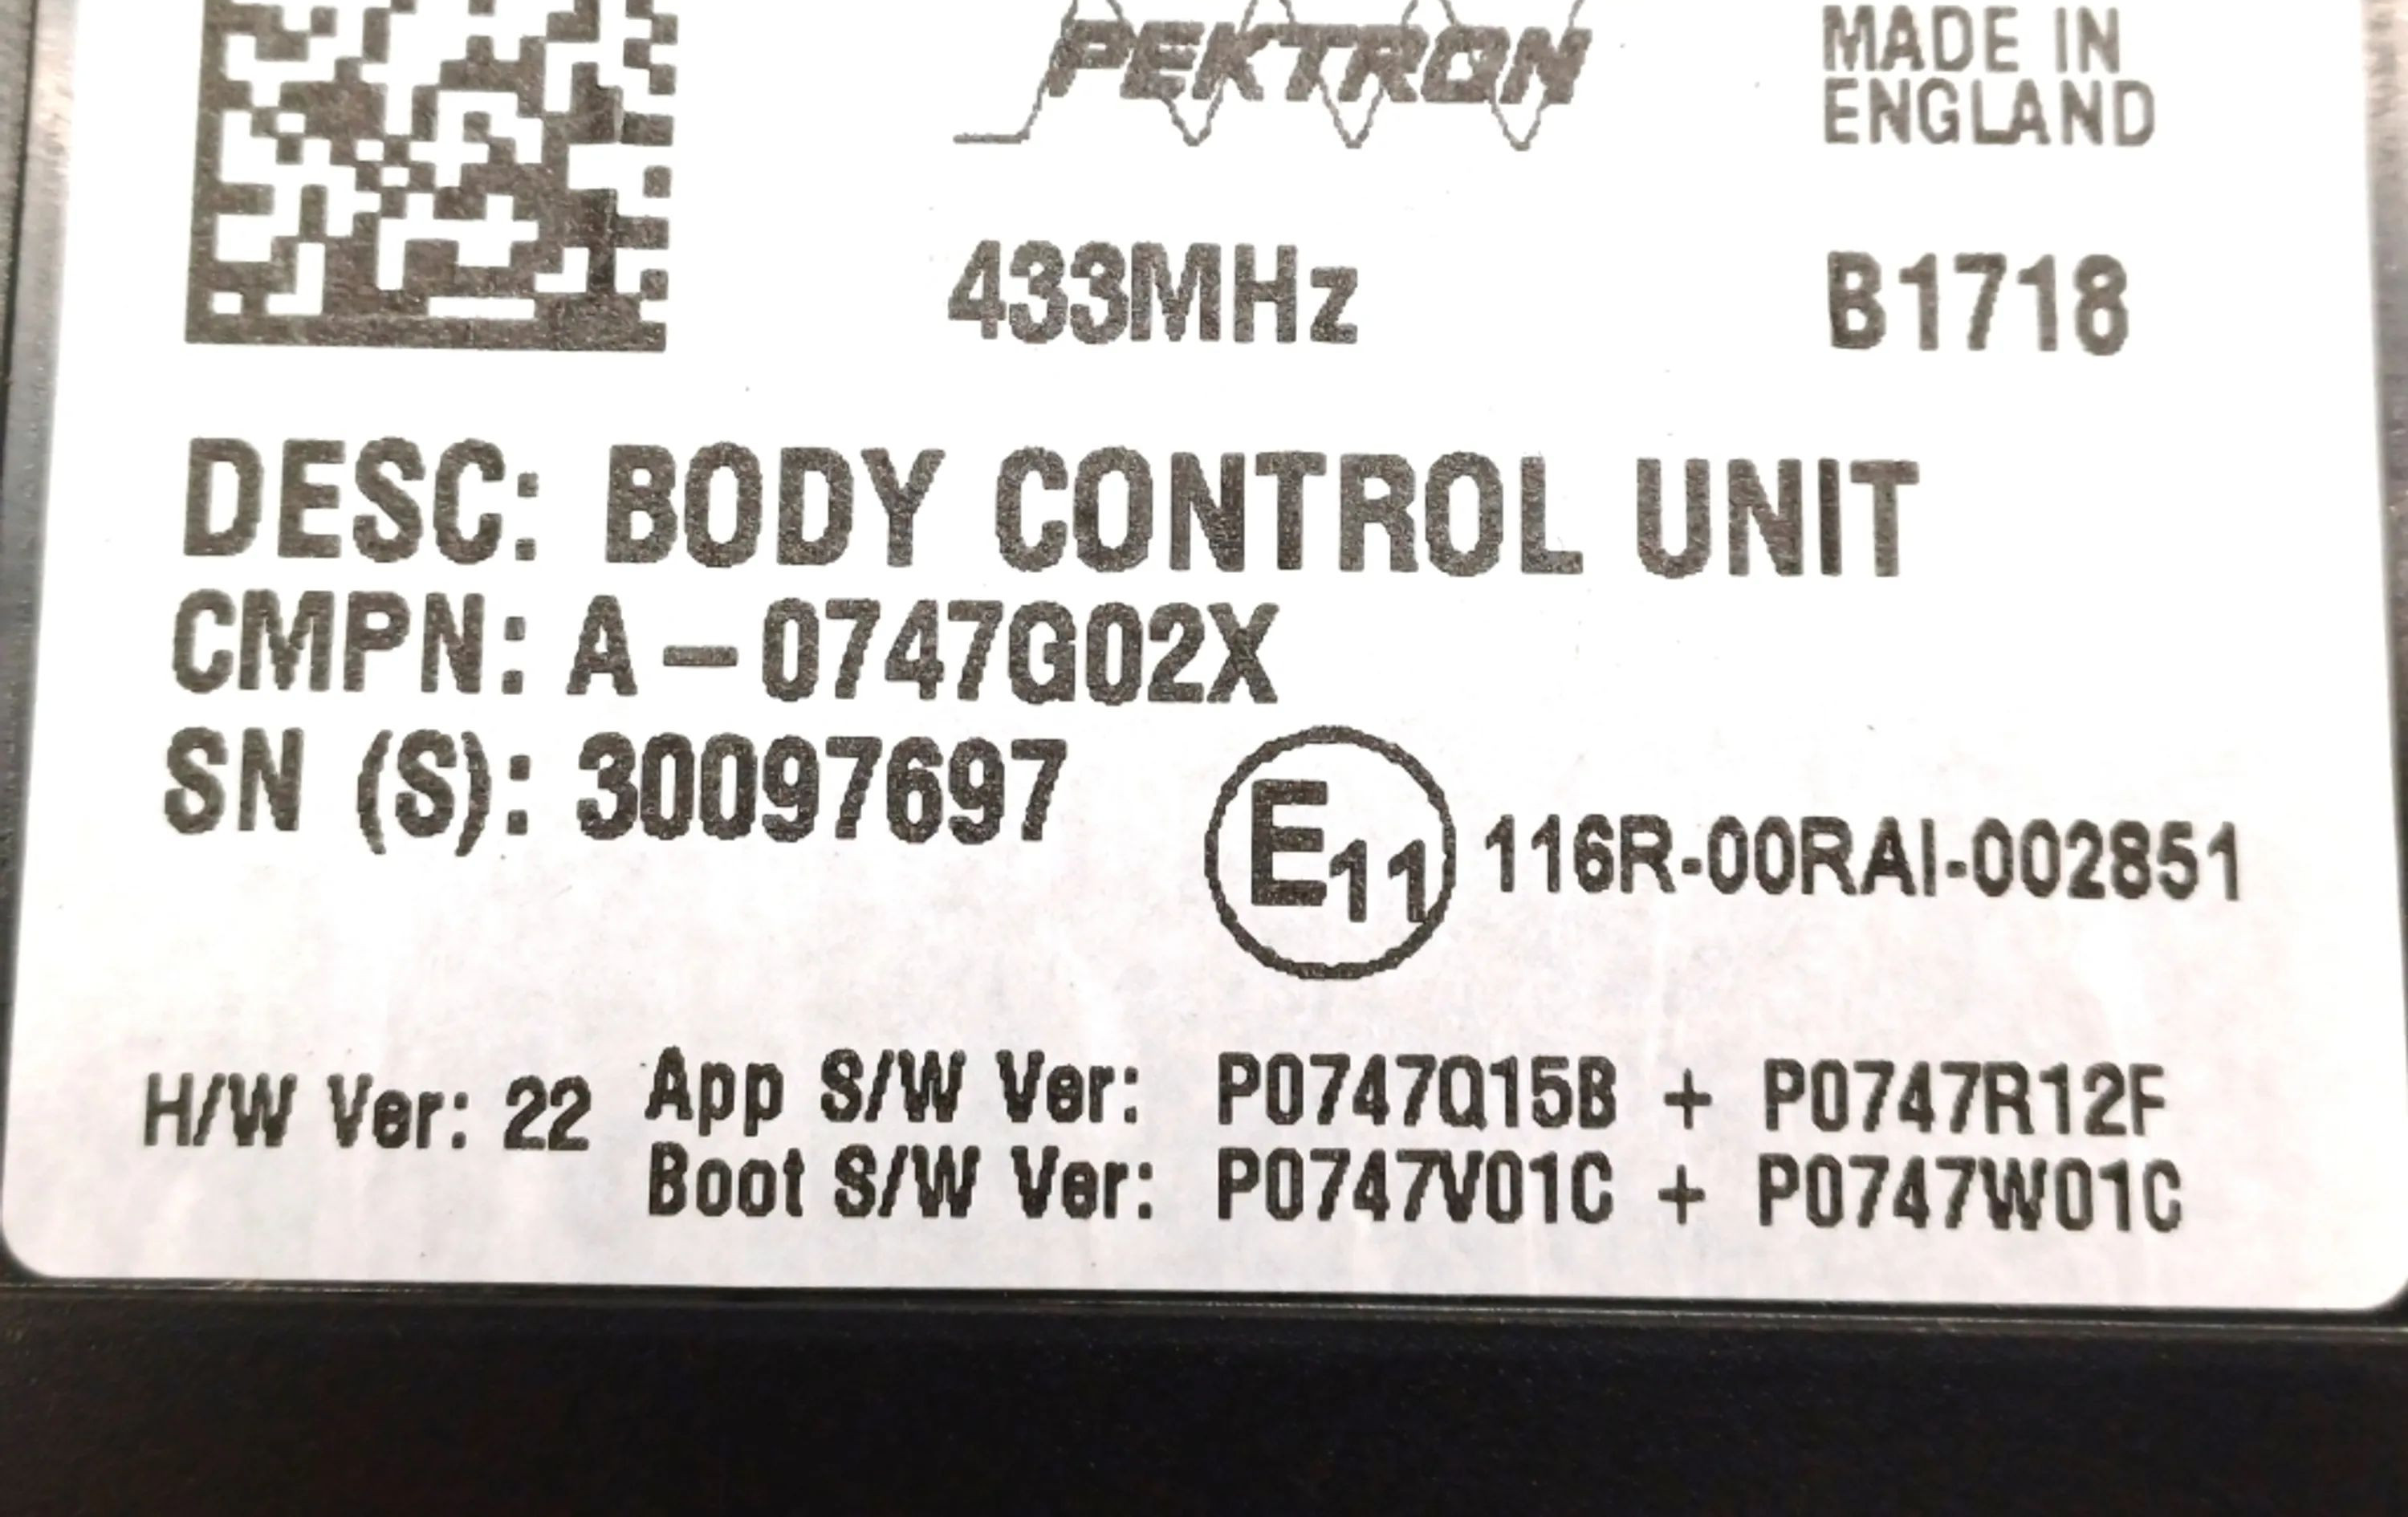 PEKTRON
MADE IN
ENGLAND
433MHz
B1718
DESC: BODY CONTROL UNIT
CMPN: A-0747G02X
SN (S): 30097697
E11 116R-00RAI-002851
H/W Ver: 22
App S/W Ver: P0747Q15B + P0747R12F
Boot S/W Ver: P0747V01C + P0747W01C